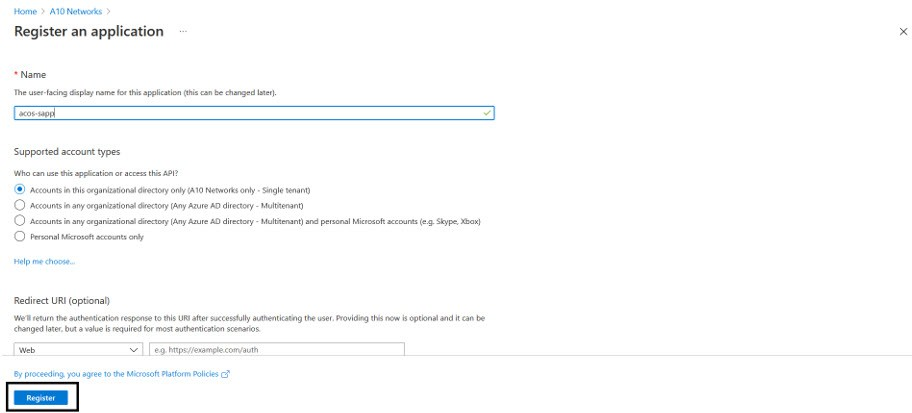 Home > A10 Networks >
Register an application ...
* Name
The user-facing display name for this application (this can be changed later).
acos-sapp
Supported account types
Who can use this application or access this API?
Accounts in this organizational directory only (A10 Networks only - Single tenant)
Accounts in any organizational directory (Any Azure AD directory - Multitenant)
Accounts in any organizational directory (Any Azure AD directory - Multitenant) and personal Microsoft accounts (e.g. Skype, Xbox)
Personal Microsoft accounts only
Help me choose...
Redirect URI (optional)
We'll return the authentication response to this URI after successfully authenticating the user. Providing this now is optional and it can be
changed later, but a value is required for most authentication scenarios.
Web
e.g. https://example.com/auth
By proceeding, you agree to the Microsoft Platform Policies
Register